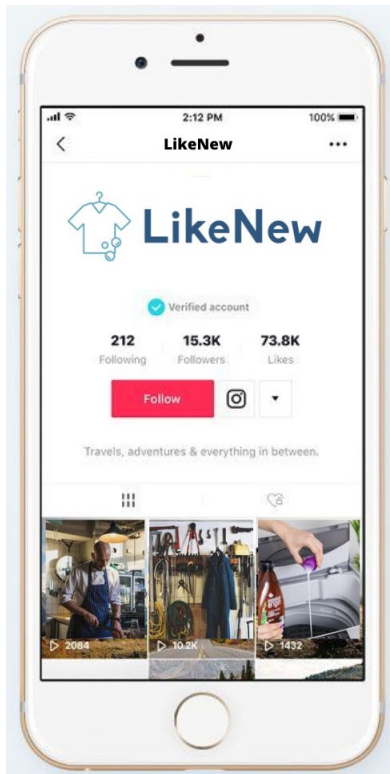 2:12 PM
100%
LikeNew
LikeNew
Verified account
212
15.3K
73.8K
Following
Followers
Likes
Follow
Travels, adventures & everything in between.
2084
10.2K
1432